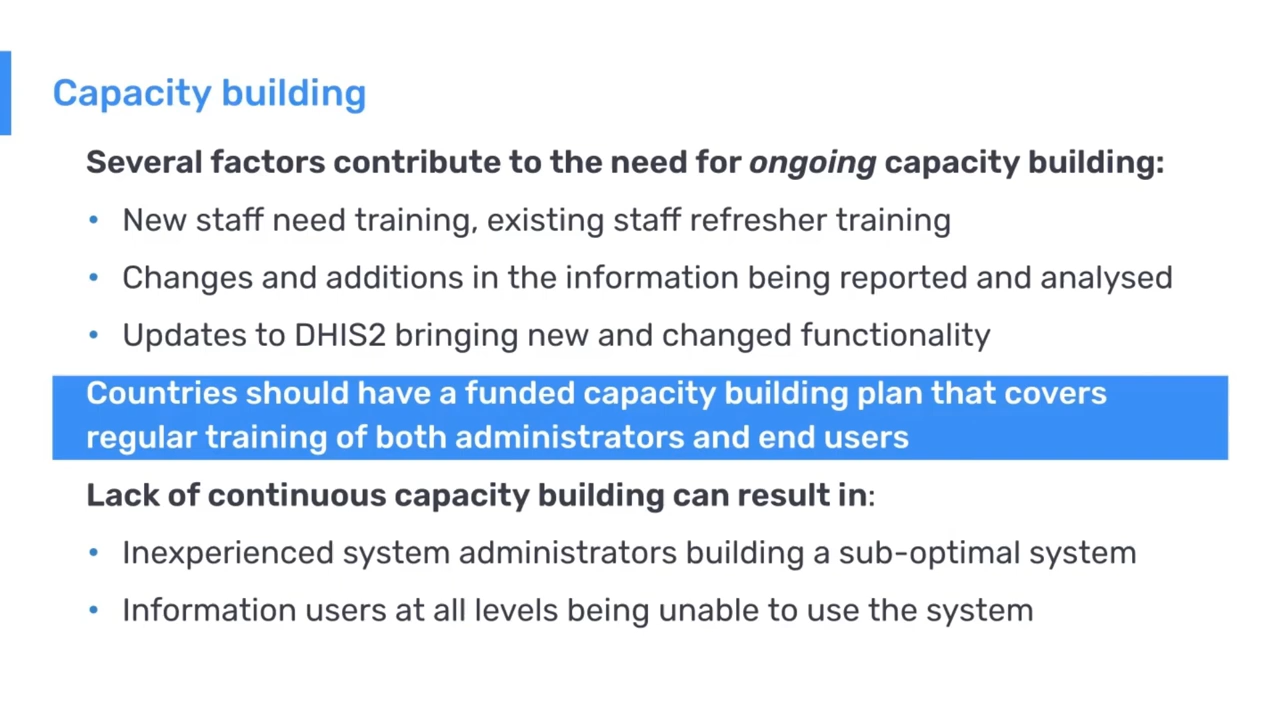 Capacity building
Several factors contribute to the need for ongoing capacity building:
• New staff need training, existing staff refresher training
• Changes and additions in the information being reported and analysed
• Updates to DHIS2 bringing new and changed functionality
Countries should have a funded capacity building plan that covers
regular training of both administrators and end users
Lack of continuous capacity building can result in:
• Inexperienced system administrators building a sub-optimal system
• Information users at all levels being unable to use the system